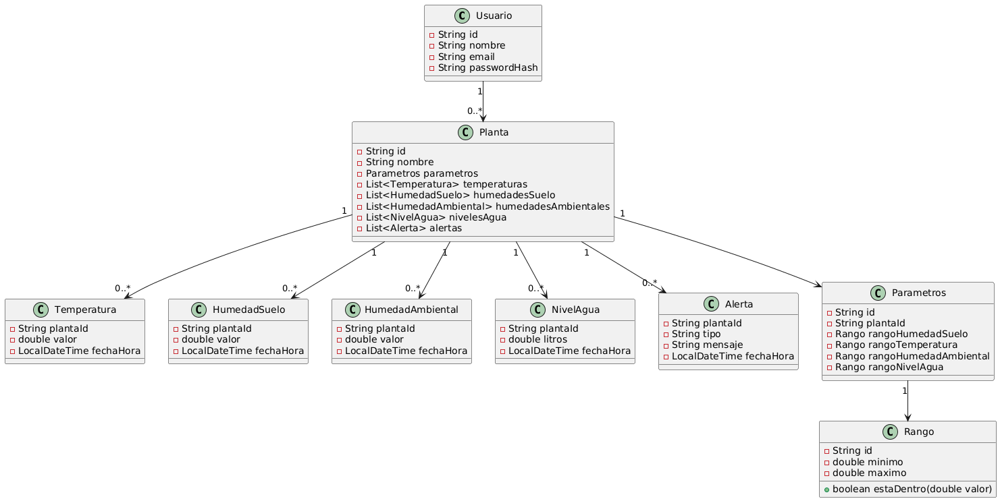 C Usuario
String id
String nombre
String email
String passwordHash
1
0..*
C Planta
String id
String nombre
Parametros parametros
List<Temperatura> temperaturas
List<HumedadSuelo> humedadesSuelo
List<HumedadAmbiental> humedadesAmbientales
List<NivelAgua> nivelesAgua
List<Alerta> alertas
1
1
1
1
1
1
0..*
0..*
0..*
0..*
0..*
C Temperatura
String plantaId
double valor
LocalDateTime fechaHora
C HumedadSuelo
String plantaId
double valor
LocalDateTime fechaHora
C HumedadAmbiental
String plantaId
double valor
LocalDateTime fechaHora
C NivelAgua
String plantaId
double litros
LocalDateTime fechaHora
C Alerta
String plantaId
String tipo
String mensaje
LocalDateTime fechaHora
C Parametros
String id
String plantaId
Rango rangoHumedadSuelo
Rango rangoTemperatura
Rango rangoHumedadAmbiental
Rango rangoNivelAgua
1
C Rango
String id
double minimo
double maximo
boolean estaDentro(double valor)